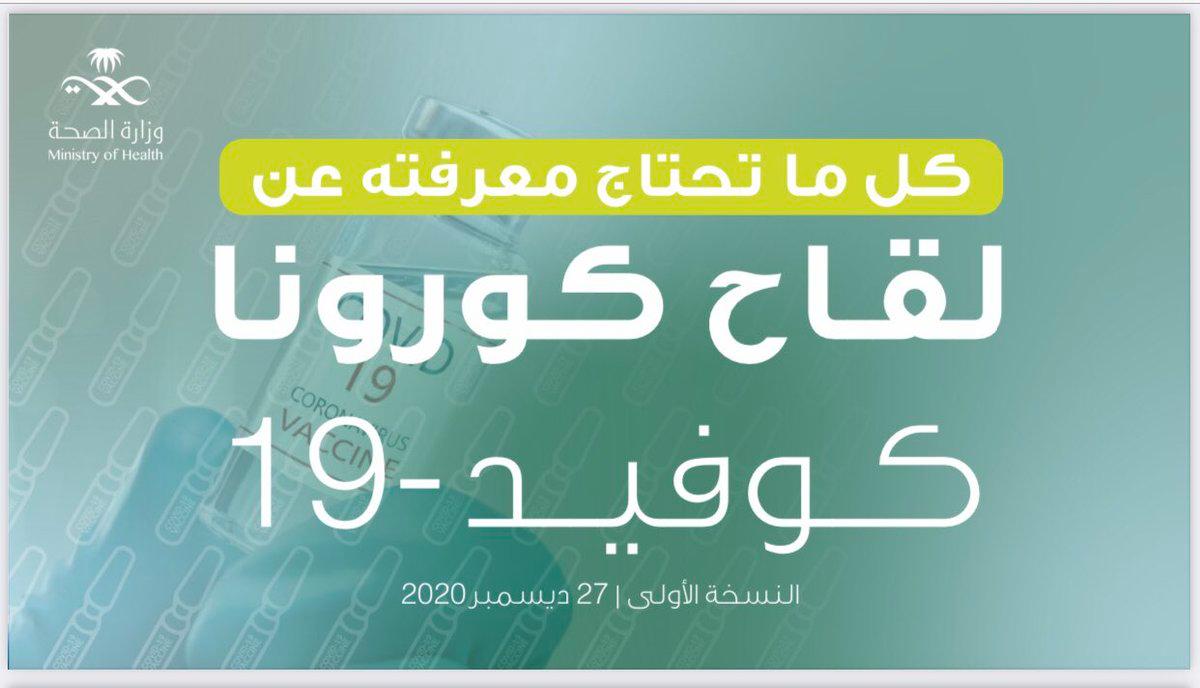 وزارة الصحة
Ministry of Health
كل ما تحتاج معرفته عن
لقاح كورونا
كوفيد-19
النسخة الأولى | 27 ديسمبر 2020
COVID
19
CORONAVIRUS
VACCINE